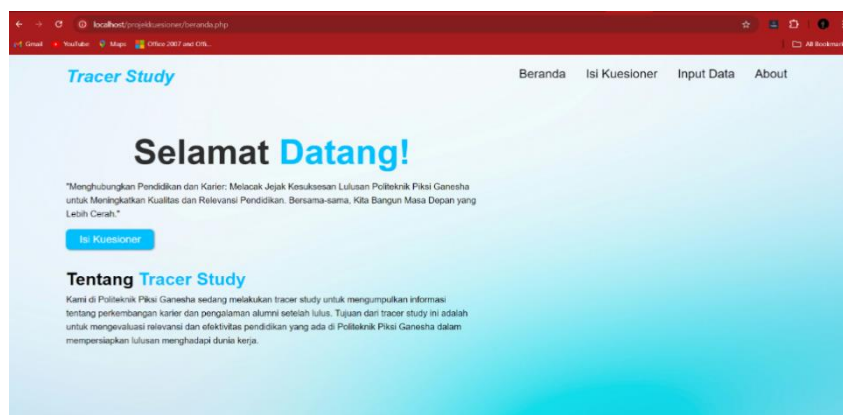 localhost/projekkuesioner/beranda.php
Gmail YouTube Maps Office 2007 and Offi... All Bookmark
Tracer Study Beranda Isi Kuesioner Input Data About
Selamat Datang!
"Menghubungkan Pendidikan dan Karier: Melacak Jejak Kesuksesan Lulusan Politeknik Piksi Ganesha
untuk Meningkatkan Kualitas dan Relevansi Pendidikan. Bersama-sama, Kita Bangun Masa Depan yang
Lebih Cerah."
Isi Kuesioner
Tentang Tracer Study
Kami di Politeknik Piksi Ganesha sedang melakukan tracer study untuk mengumpulkan informasi
tentang perkembangan karier dan pengalaman alumni setelah lulus. Tujuan dari tracer study ini adalah
untuk mengevaluasi relevansi dan efektivitas pendidikan yang ada di Politeknik Piksi Ganesha dalam
mempersiapkan lulusan menghadapi dunia kerja.